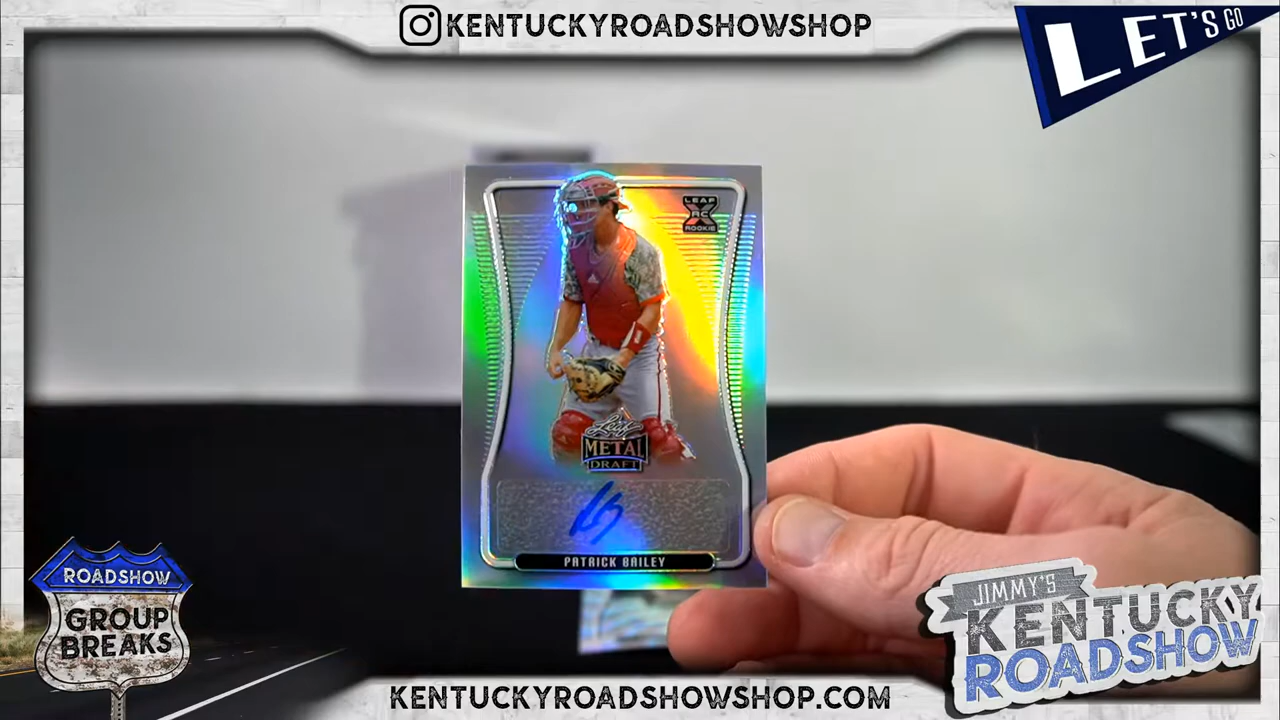 KENTUCKYROADSHOWSHOP
LET'S GO
LEAF
X
RC
ROOKIE
Leaf
METAL
DRAFT
PATRICK BAILEY
ROADSHOW
GROUP
BREAKS
JIMMY'S
KENTUCKY
ROADSHOW
KENTUCKYROADSHOWSHOP.COM